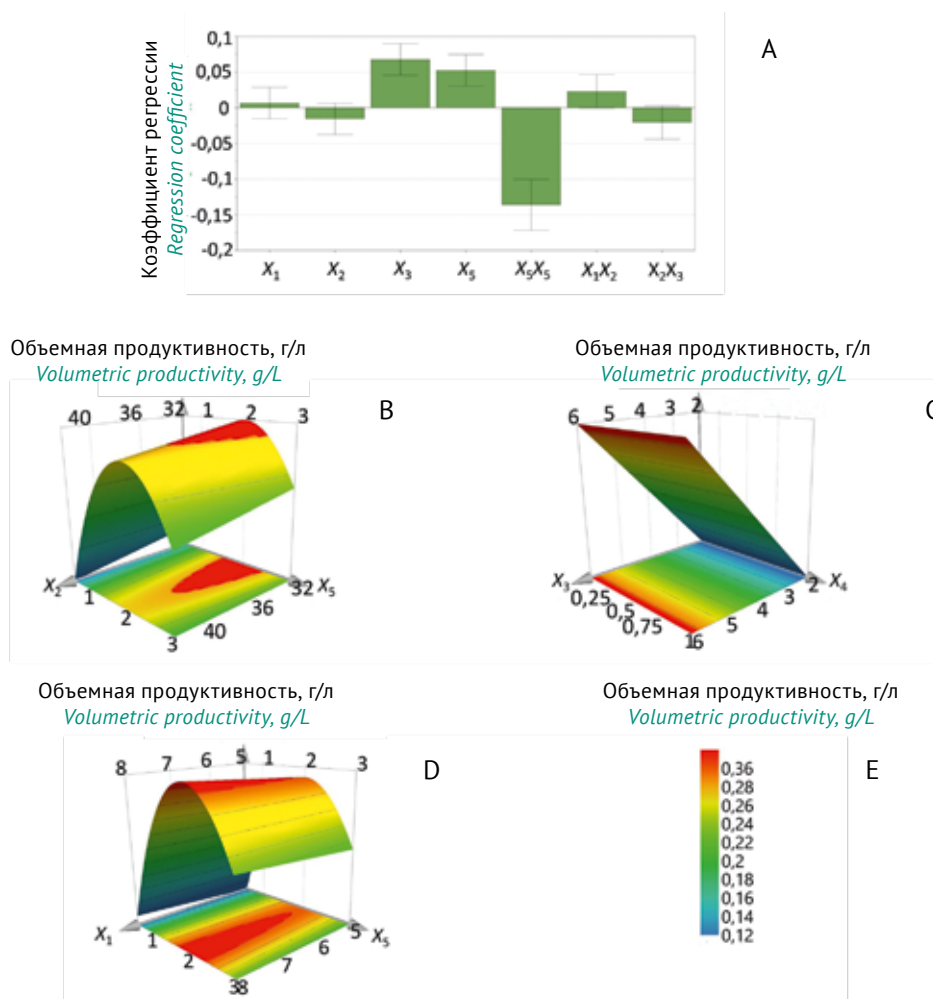 Коэффициент регрессии
Regression coefficient
0,1
0,05
0
-0,05
-0,1
-0,15
-0,2
X₁ X₂ X₃ X₅ X₅X₅ X₁X₂ X₂X₃
A
Объемная продуктивность, г/л
Volumetric productivity, g/L
40 36 32 1 2 3
B
X₂ 1 2 3 40 36 32 X₅
Объемная продуктивность, г/л
Volumetric productivity, g/L
6 5 4 3 2
X₃ 0,25 0,5 0,75 1 6 5 4 3 2 X₄
Объемная продуктивность, г/л
Volumetric productivity, g/L
8 7 6 5 1 2 3
D
X₁ 1 2 3 8 7 6 5 X₅
Объемная продуктивность, г/л
Volumetric productivity, g/L
E
0,36
0,28
0,26
0,24
0,22
0,2
0,18
0,16
0,14
0,12